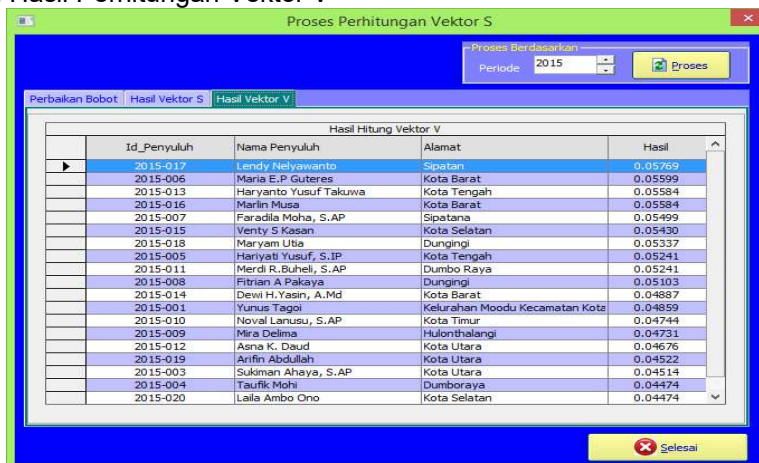 Proses Perhitungan Vektor S
Proses Berdasarkan
Periode 2015 Proses
Perbaikan Bobot Hasil Vektor S Hasil Vektor V
Hasil Hitung Vektor V
Id_Penyuluh Nama Penyuluh Alamat Hasil
2015-017 Lendy Nelyawanto Sipatan 0.05769
2015-006 Maria E.P Guteres Kota Barat 0.05599
2015-013 Haryanto Yusuf Takuwa Kota Tengah 0.05584
2015-016 Marlin Musa Kota Barat 0.05584
2015-007 Faradila Moha, S.AP Sipatana 0.05499
2015-015 Venty S Kasan Kota Selatan 0.05430
2015-018 Maryam Utia Dungingi 0.05337
2015-005 Hariyati Yusuf, S.IP Kota Tengah 0.05241
2015-011 Merdi R.Buheli, S.AP Dumbo Raya 0.05241
2015-008 Fitrian A Pakaya Dungingi 0.05103
2015-014 Dewi H.Yasin, A.Md Kota Barat 0.04887
2015-001 Yunus Tagoi Kelurahan Moodu Kecamatan Kota 0.04859
2015-010 Noval Lanusu, S.AP Kota Timur 0.04744
2015-009 Mira Delima Hulonthalangi 0.04731
2015-012 Asna K. Daud Kota Utara 0.04676
2015-019 Arifin Abdullah Kota Utara 0.04522
2015-003 Sukiman Ahaya, S.AP Kota Utara 0.04514
2015-004 Taufik Mohi Dumboraya 0.04474
2015-020 Laila Ambo Ono Kota Selatan 0.04474
Selesai